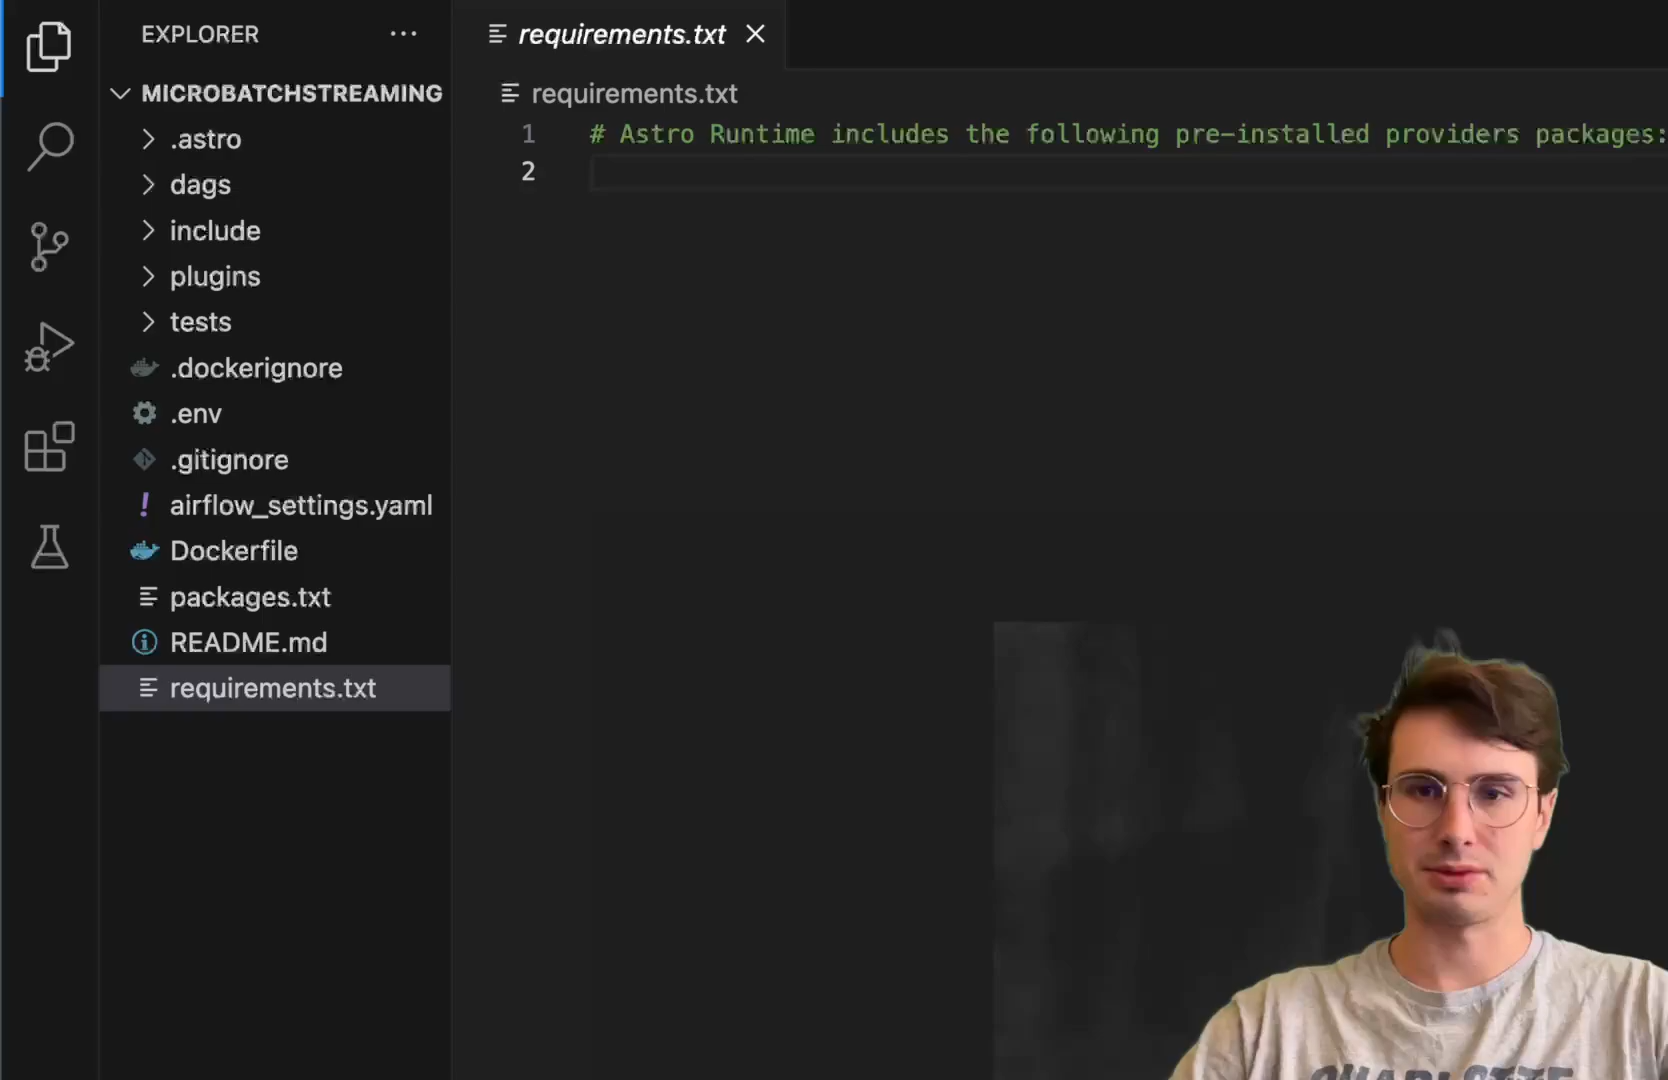 EXPLORER
requirements.txt
MICROBATCHSTREAMING
requirements.txt
.astro
1 # Astro Runtime includes the following pre-installed providers packages:
dags
2
include
plugins
tests
.dockerignore
.env
.gitignore
! airflow_settings.yaml
Dockerfile
packages.txt
README.md
requirements.txt
CHARLOTTE